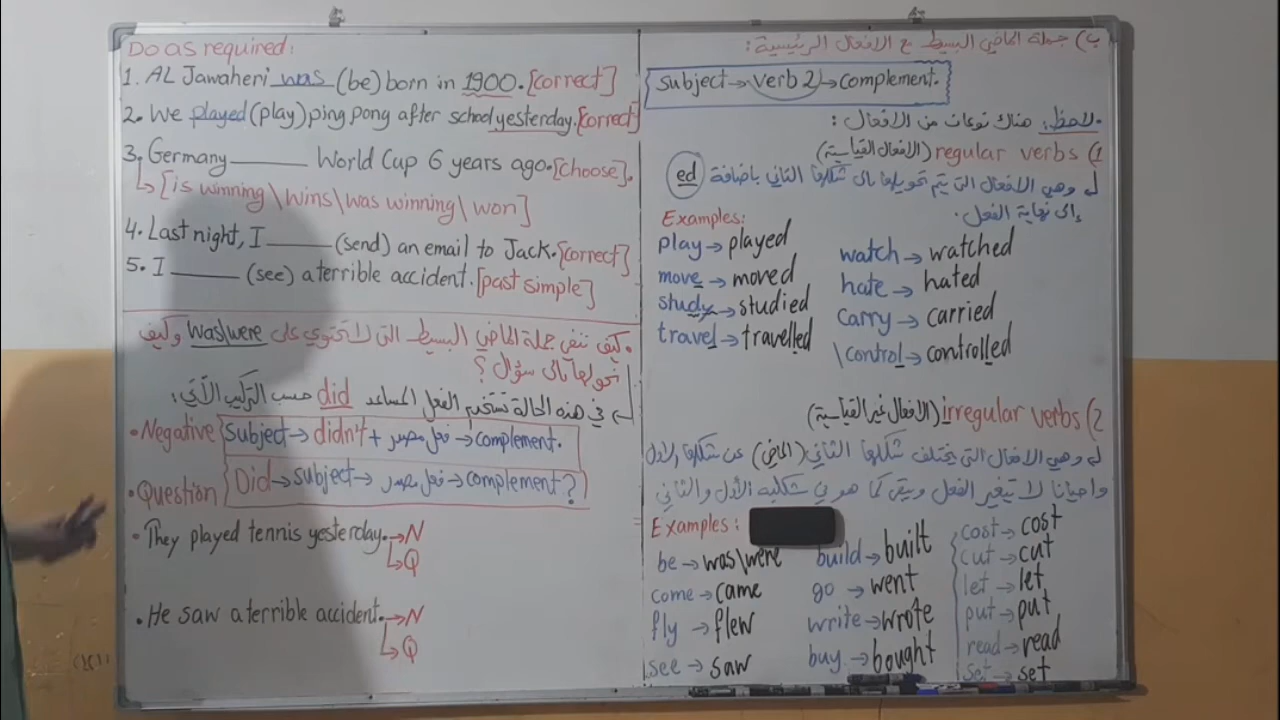 Do as required:
1. AL Jawaheri was (be) born in 1900. [correct]
2. We played (play) ping pong after school yesterday. [correct]
3. Germany ______ World Cup 6 years ago. [choose].
[is winning \ wins \ was winning \ won]
4. Last night, I ______ (send) an email to Jack. [correct]
5. I ______ (see) a terrible accident. [past simple]
• كيف ننفي جملة الماضي البسيط التي لا تحتوي على was\were وكيف
نحولها الى سؤال ؟
في هذه الحالة نستخدم الفعل المساعد did حسب التركيب الآتي:
• Negative Subject → didn't + فعل مصدر → complement.
• Question Did → subject → فعل مصدر → complement?
• They played tennis yesterday. → N
Q
• He saw a terrible accident. → N
Q
ب) جملة الماضي البسيط مع الافعال الرئيسية:
subject → verb 2 → complement.
• لاحظ: هناك نوعان من الافعال :
1) regular verbs (الافعال القياسية)
وهي الافعال التي يتم تحويلها الى شكلها الثاني باضافة ed
إلى نهاية الفعل.
Examples:
play → played
move → moved
study → studied
travel → travelled
watch → watched
hate → hated
carry → carried
\ control → controlled
2) irregular verbs (الافعال غير القياسية)
وهي الافعال التي يختلف شكلها الثاني (الماضي) عن شكلها الاول
واحيانا لا يتغير الفعل ويبقى كما هو في شكليه الأول والثاني
Examples:
be → was\were
come → came
fly → flew
see → saw
build → built
go → went
write → wrote
buy → bought
cost → cost
cut → cut
let → let
put → put
read → read
set → set